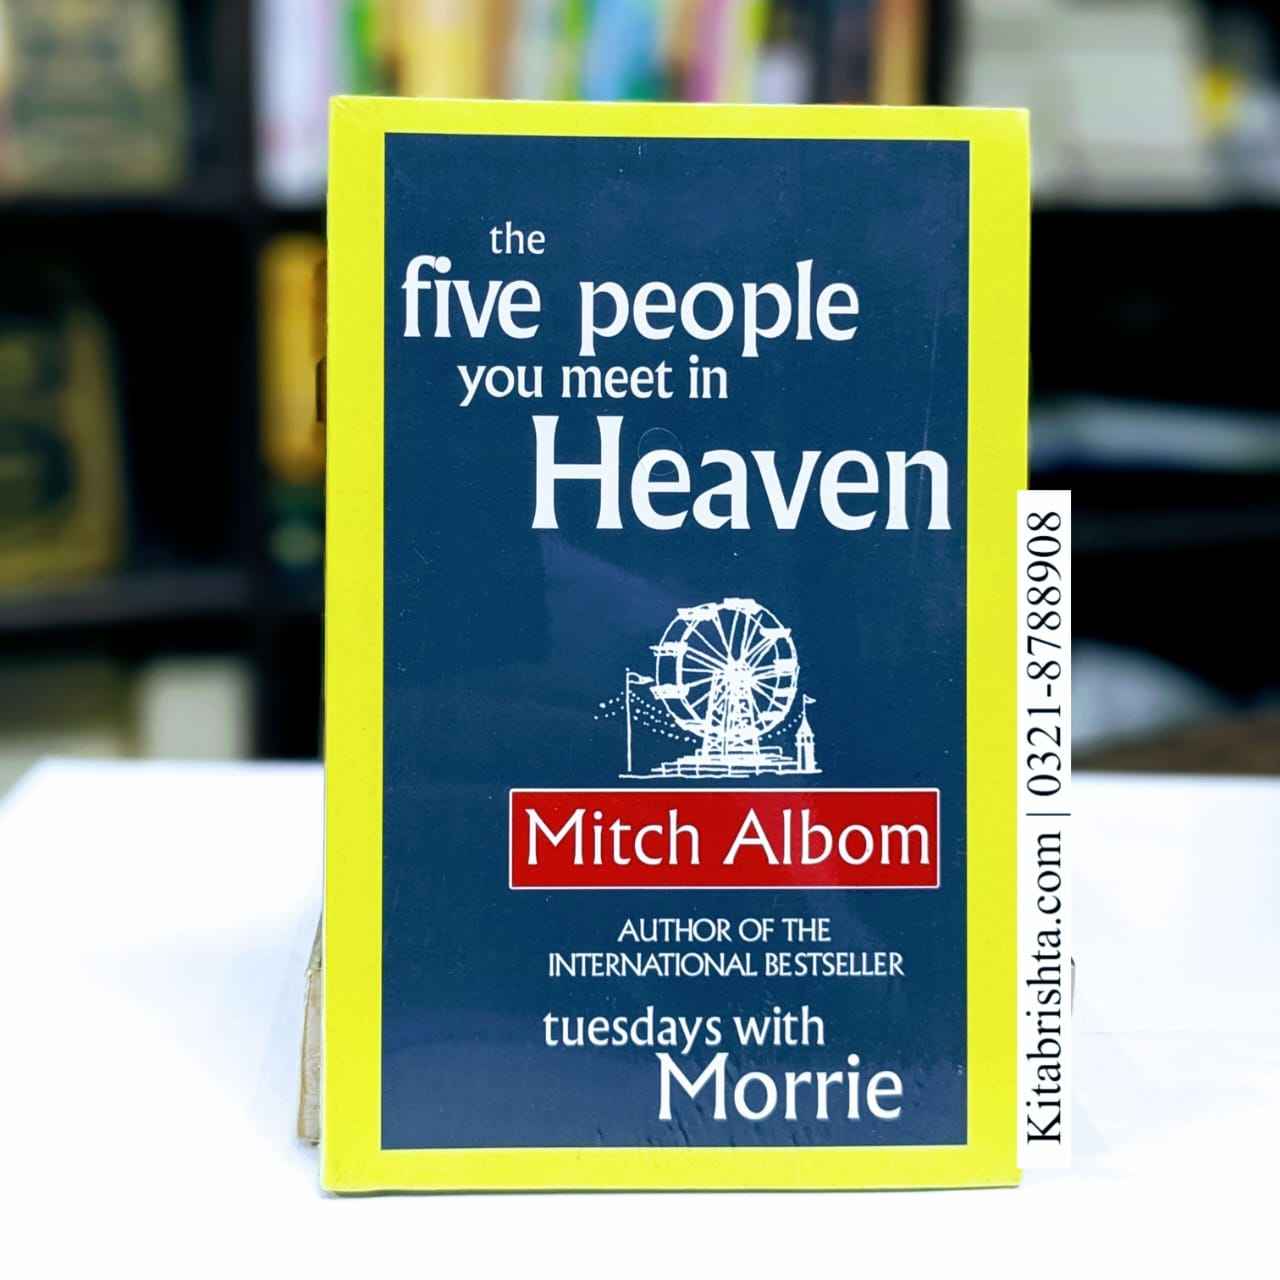 the
five people
you meet in
Heaven
Mitch Albom
AUTHOR OF THE
INTERNATIONAL BESTSELLER
tuesdays with
Morrie
Kitabrishta.com | 0321-8788908